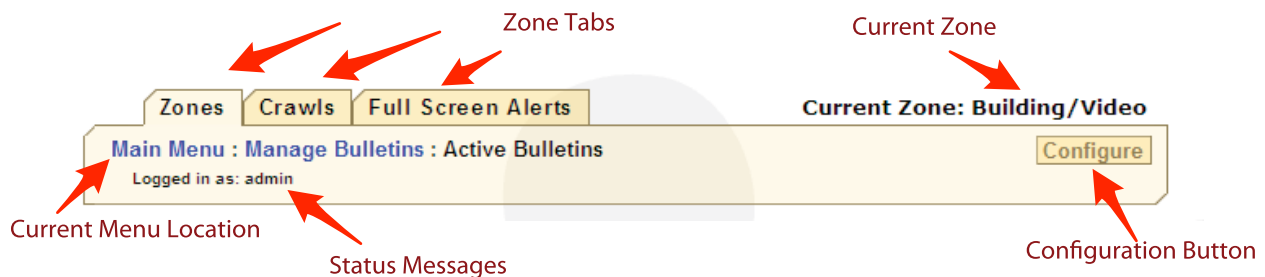 Zone Tabs
Current Zone
Zones Crawls Full Screen Alerts
Current Zone: Building/Video
Main Menu : Manage Bulletins : Active Bulletins
Configure
Logged in as: admin
Current Menu Location
Configuration Button
Status Messages